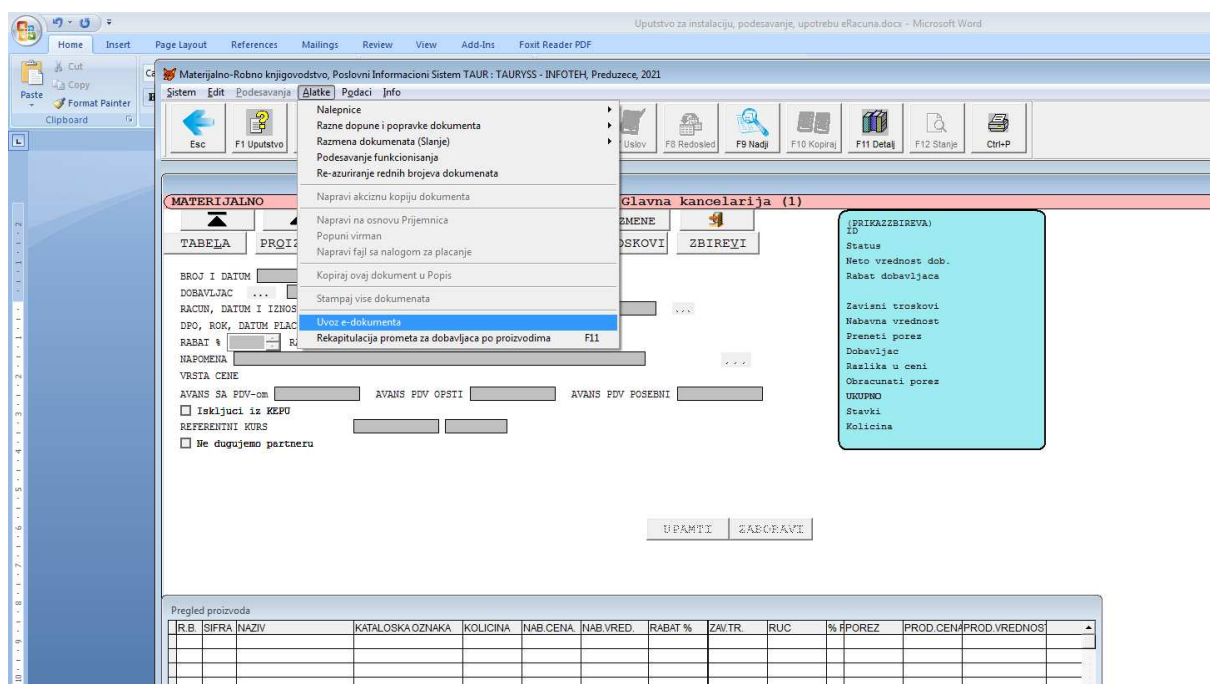 Uputstvo za instalaciju, podesavanje, upotrebu eRacuna.docx - Microsoft Word
Home Insert Page Layout References Mailings Review View Add-Ins Foxit Reader PDF
Cut
Copy
Paste
Format Painter
Clipboard
Materijalno-Robno knjigovodstvo, Poslovni Informacioni Sistem TAUR : TAURYSS - INFOTEH, Preduzece, 2021
Sistem Edit Podesavanja Alatke Podaci Info
Esc F1 Uputstvo Uslov F8 Redosled F9 Nadji F10 Kopiraj F11 Detalj F12 Stanje Ctrl+P
Nalepnice
Razne dopune i popravke dokumenta
Razmena dokumenata (Slanje)
Podesavanje funkcionisanja
Re-azuriranje rednih brojeva dokumenata
Napravi akciznu kopiju dokumenta
Napravi na osnovu Prijemnica
Popuni virman
Napravi fajl sa nalogom za placanje
Kopiraj ovaj dokument u Popis
Stampaj vise dokumenata
Uvoz e-dokumenta
Rekapitulacija prometa za dobavljaca po proizvodima F11
MATERIJALNO Glavna kancelarija (1)
ZMENE
TABELA PROIZ OSKOVI ZBIREVI
BROJ I DATUM
DOBAVLJAC ...
RACUN, DATUM I IZNOS ...
DPO, ROK, DATUM PLAC
RABAT % R
NAPOMENA ...
VRSTA CENE
AVANS SA PDV-om AVANS PDV OPSTI AVANS PDV POSEBNI
Iskljuci iz KEPU
REFERENTNI KURS
Ne dugujemo partneru
(PRIKAZZBIREVA)
ID
Status
Neto vrednost dob.
Rabat dobavljaca
Zavisni troskovi
Nabavna vrednost
Preneti porez
Dobavljac
Razlika u ceni
Obracunati porez
UKUPNO
Stavki
Kolicina
UPAMTI ZABORAVI
Pregled proizvoda
R.B. SIFRA NAZIV KATALOSKA OZNAKA KOLICINA NAB.CENA. NAB.VRED. RABAT % ZAV.TR. RUC % P POREZ PROD.CENA PROD.VREDNOST